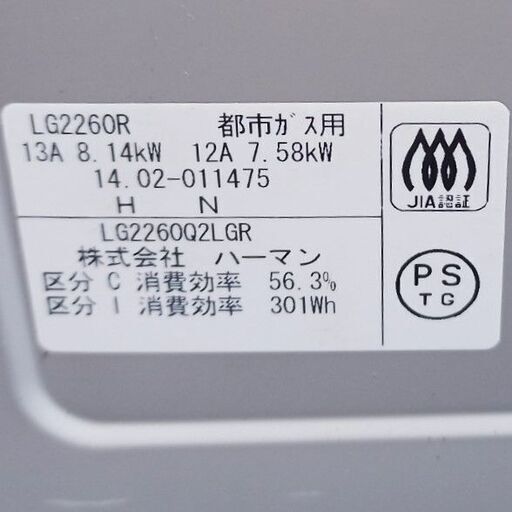 LG2260R 都市ｶﾞｽ用
13A 8.14kW 12A 7.58kW
14.02-011475
H N
LG2260Q2LGR
株式会社 ハーマン
区分 C 消費効率 56.3%
区分 I 消費効率 301Wh
JIA認証
PS
TG